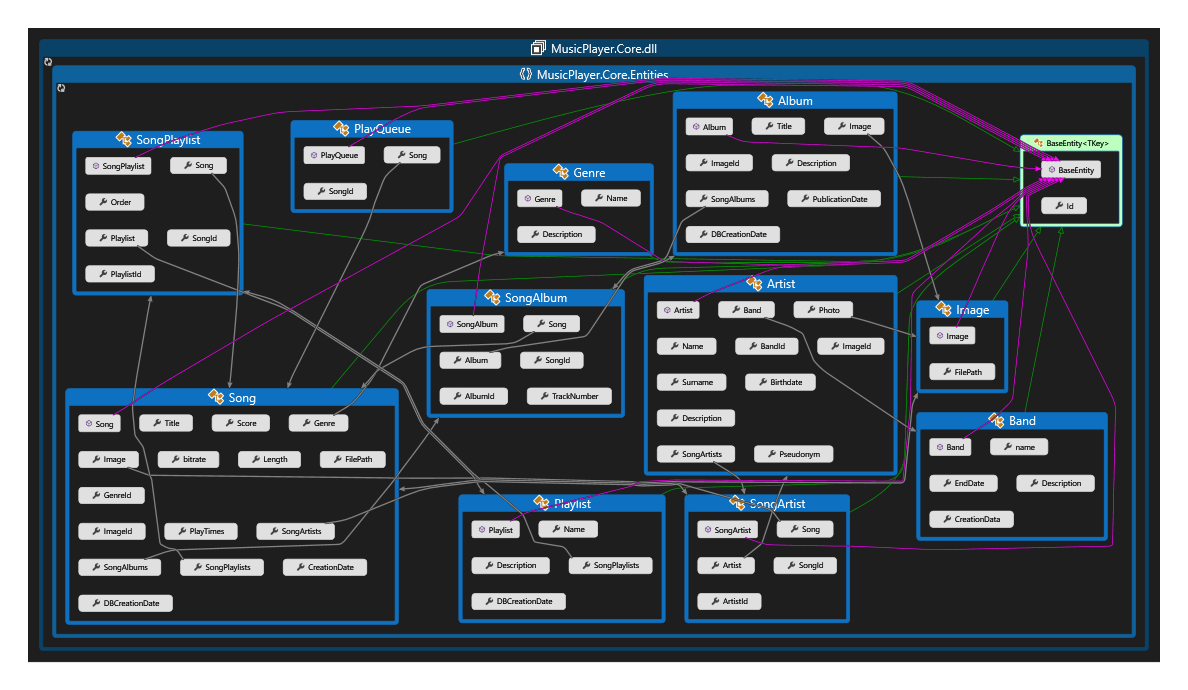 MusicPlayer.Core.dll
MusicPlayer.Core.Entities
SongPlaylist
SongPlaylist Song
Order
Playlist SongId
PlaylistId
PlayQueue
PlayQueue Song
SongId
Genre
Genre Name
Description
Album
Album Title Image
ImageId Description
SongAlbums PublicationDate
DBCreationDate
BaseEntity<TKey>
BaseEntity
Id
SongAlbum
SongAlbum Song
Album SongId
AlbumId TrackNumber
Artist
Artist Band Photo
Name BandId ImageId
Surname Birthdate
Description
SongArtists Pseudonym
Image
Image
FilePath
Song
Song Title Score Genre
Image bitrate Length FilePath
GenreId
ImageId PlayTimes SongArtists
SongAlbums SongPlaylists CreationDate
DBCreationDate
Playlist
Playlist Name
Description SongPlaylists
DBCreationDate
SongArtist
SongArtist Song
Artist SongId
ArtistId
Band
Band name
EndDate Description
CreationData